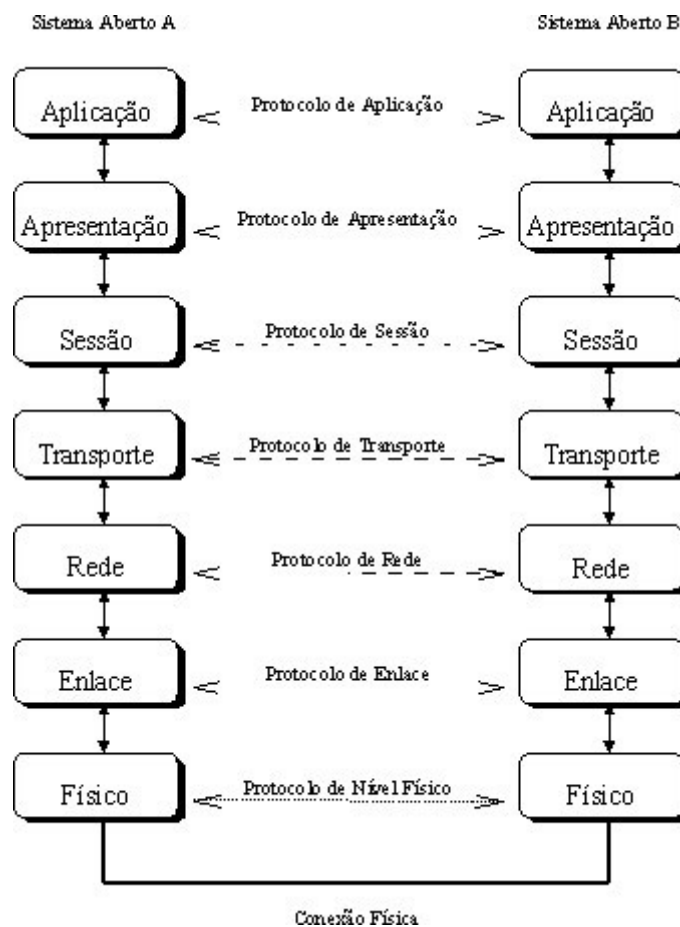 Sistema Aberto A
Sistema Aberto B
Aplicação
Protocolo de Aplicação
Aplicação
Apresentação
Protocolo de Apresentação
Apresentação
Sessão
Protocolo de Sessão
Sessão
Transporte
Protocolo de Transporte
Transporte
Rede
Protocolo de Rede
Rede
Enlace
Protocolo de Enlace
Enlace
Físico
Protocolo de Nível Físico
Físico
Conexão Física